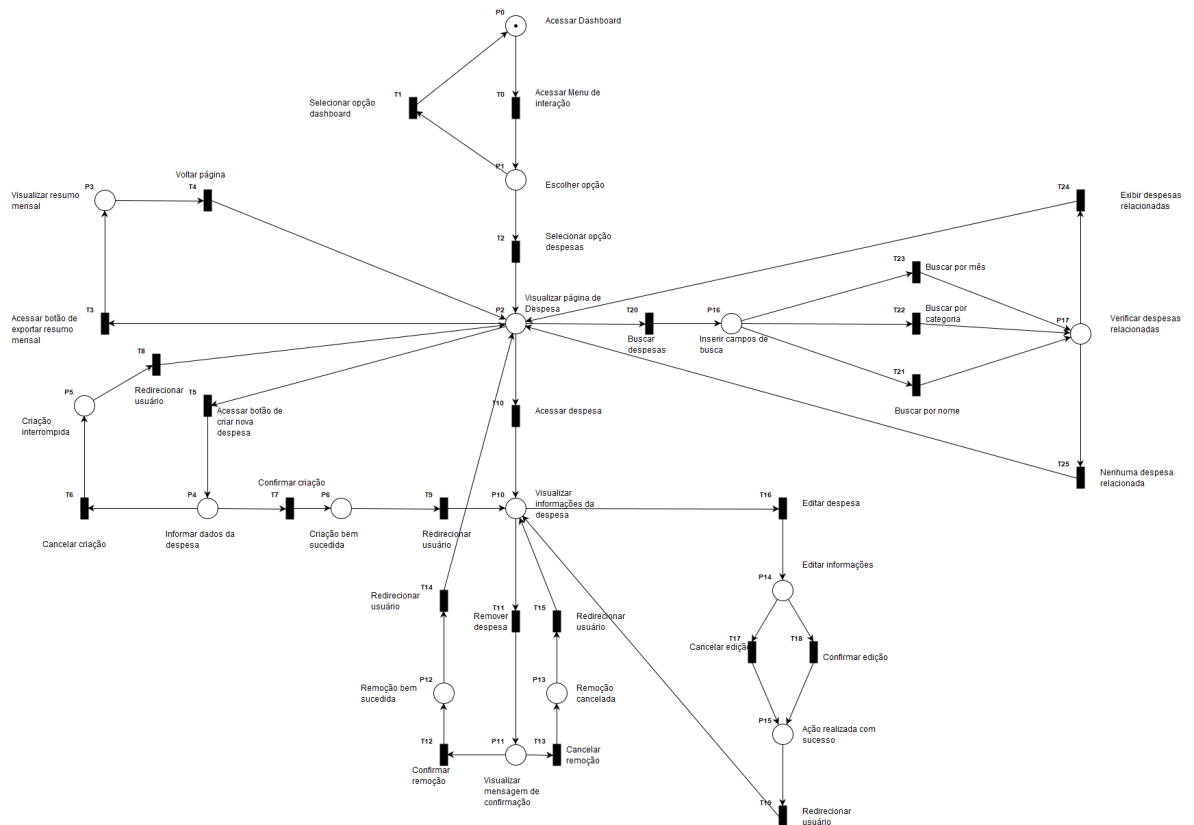 P0
Acessar Dashboard
T1
Selecionar opção
dashboard
T0
Acessar Menu de
interação
P1
Escolher opção
P3
Visualizar resumo
mensal
Voltar página
T4
T24
Exibir despesas
relacionadas
T2
Selecionar opção
despesas
T23
Buscar por mês
Visualizar página de
Despesa
P2
T3
Acessar botão de
exportar resumo
mensal
T20
Buscar
despesas
P16
Inserir campos de
busca
T22
Buscar por
categoria
P17
Verificar despesas
relacionadas
T8
Redirecionar
usuário
T21
Buscar por nome
P5
Criação
interrompida
T5
Acessar botão de
criar nova
despesa
T10
Acessar despesa
T25
Nenhuma despesa
relacionada
T6
Cancelar criação
P4
Informar dados da
despesa
Confirmar criação
T7
P6
Criação bem
sucedida
T9
Redirecionar
usuário
P10
Visualizar
informações da
despesa
T16
Editar despesa
P14
Editar informações
T14
Redirecionar
usuário
T11
Remover
despesa
T15
Redirecionar
usuário
T17
Cancelar edição
T18
Confirmar edição
P12
Remoção bem
sucedida
P13
Remoção
cancelada
P15
Ação realizada com
sucesso
T12
Confirmar
remoção
P11
Visualizar
mensagem de
confirmação
T13
Cancelar
remoção
T19
Redirecionar
usuário